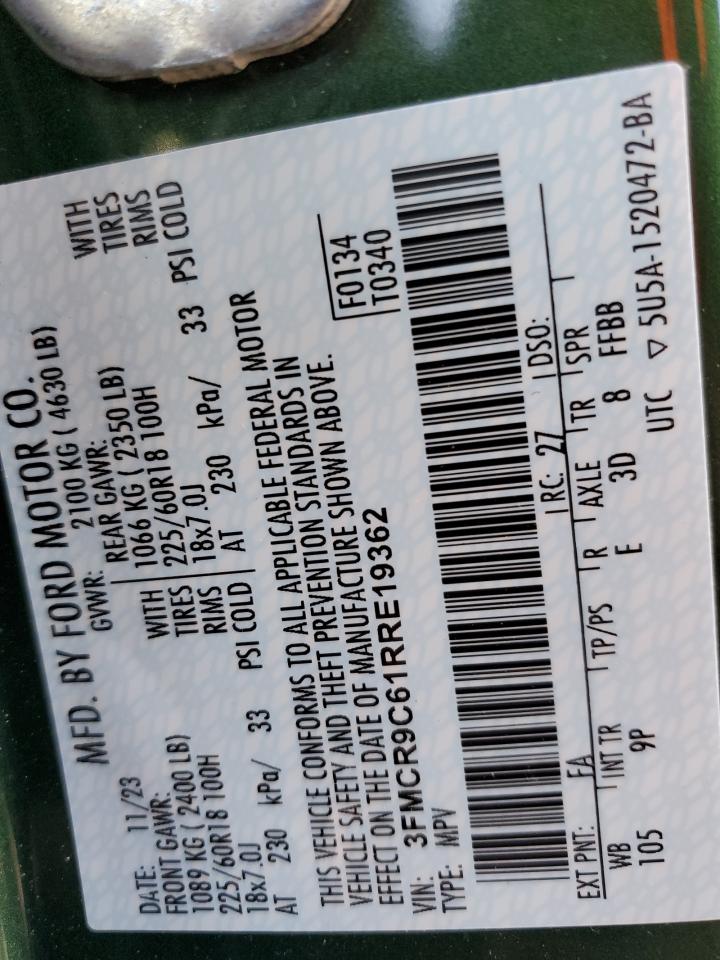 MFD. BY FORD MOTOR CO.
DATE: 11/23 GVWR: 2100 KG ( 4630 LB)
FRONT GAWR: REAR GAWR:
1089 KG ( 2400 LB) WITH 1066 KG ( 2350 LB) WITH
225/60R18 100H TIRES 225/60R18 100H TIRES
18x7.0J RIMS 18x7.0J RIMS
AT 230 kPa/ 33 PSI COLD AT 230 kPa/ 33 PSI COLD
THIS VEHICLE CONFORMS TO ALL APPLICABLE FEDERAL MOTOR
VEHICLE SAFETY AND THEFT PREVENTION STANDARDS IN
EFFECT ON THE DATE OF MANUFACTURE SHOWN ABOVE.
VIN: 3FMCR9C61RRE19362 F0134
TYPE: MPV T0340
EXT PNT: FA RC: 27 DSO:
WB INT TR TP/PS R AXLE TR SPR
105 9P E 3D 8 FFBB
UTC ▽ 5U5A-1520472-BA